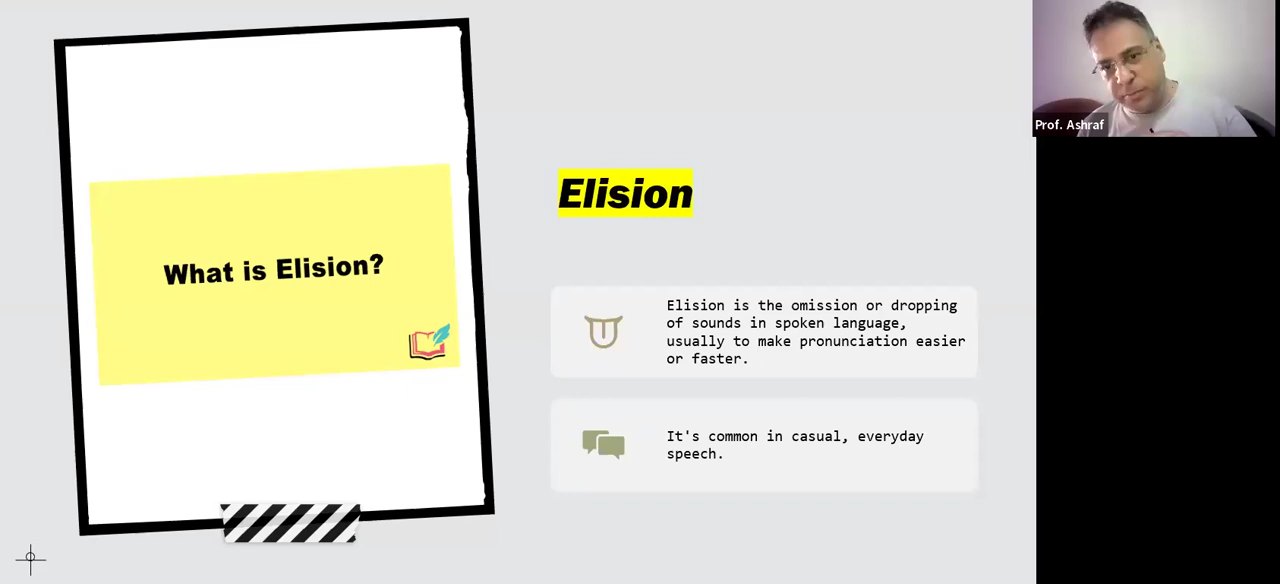 What is Elision?
Elision
Elision is the omission or dropping
of sounds in spoken language,
usually to make pronunciation easier
or faster.
It's common in casual, everyday
speech.
Prof. Ashraf